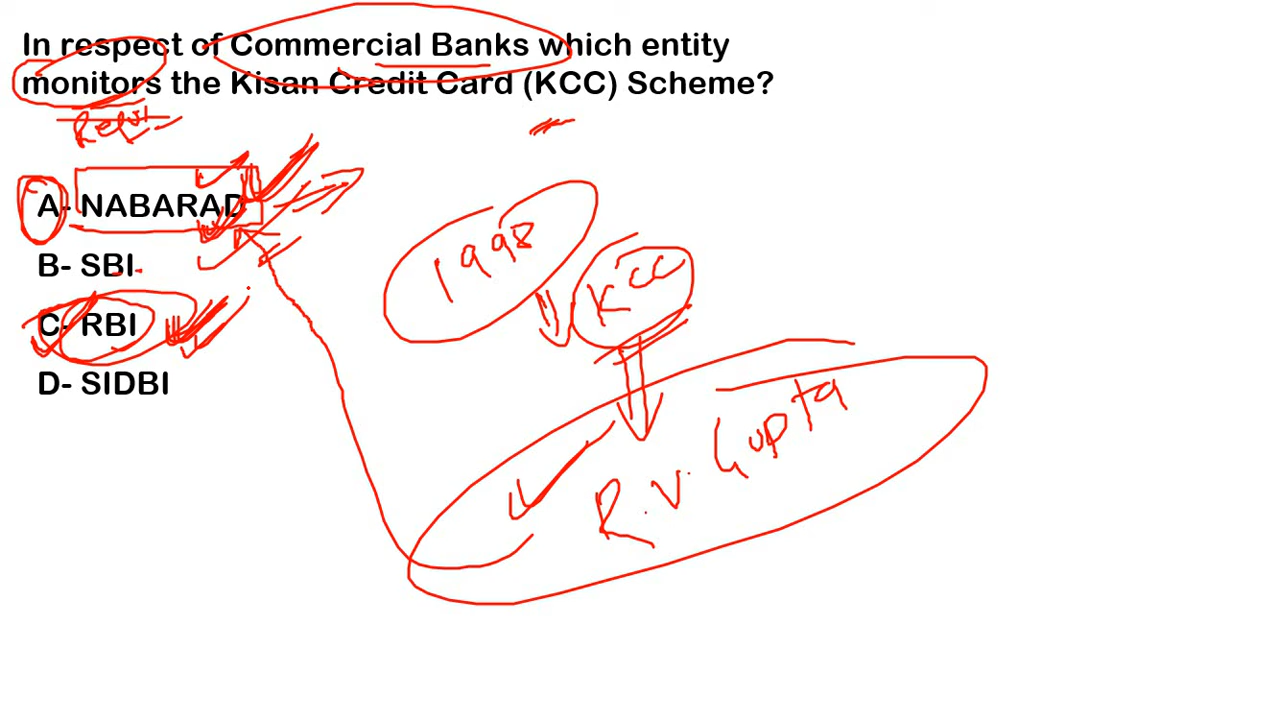 In respect of Commercial Banks which entity
monitors the Kisan Credit Card (KCC) Scheme?
A- NABARAD
B- SBI
C- RBI
D- SIDBI
1998
KCC
R.V. Gupta